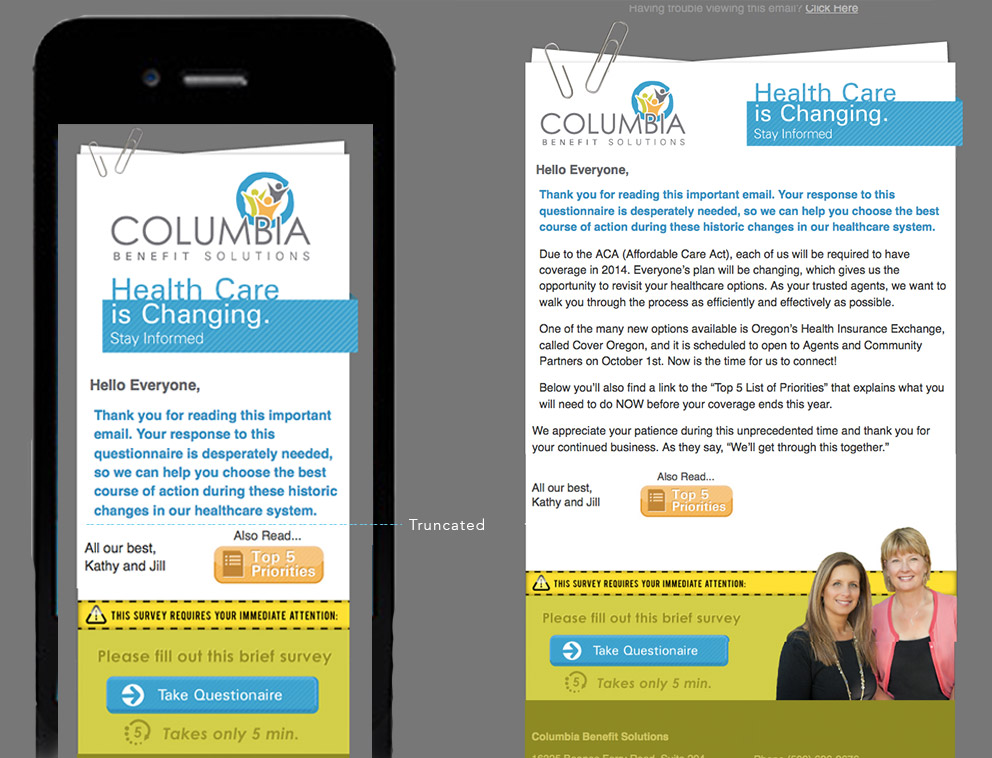 Having trouble viewing this email? Click Here
COLUMBIA
BENEFIT SOLUTIONS
Health Care
is Changing.
Stay Informed
Hello Everyone,
Thank you for reading this important
email. Your response to this
questionnaire is desperately needed,
so we can help you choose the best
course of action during these historic
changes in our healthcare system.
Truncated
All our best,
Kathy and Jill
Also Read...
Top 5
Priorities
THIS SURVEY REQUIRES YOUR IMMEDIATE ATTENTION:
Please fill out this brief survey
Take Questionaire
5
Takes only 5 min.
COLUMBIA
BENEFIT SOLUTIONS
Health Care
is Changing.
Stay Informed
Hello Everyone,
Thank you for reading this important email. Your response to this
questionnaire is desperately needed, so we can help you choose the best
course of action during these historic changes in our healthcare system.
Due to the ACA (Affordable Care Act), each of us will be required to have
coverage in 2014. Everyone's plan will be changing, which gives us the
opportunity to revisit your healthcare options. As your trusted agents, we want to
walk you through the process as efficiently and effectively as possible.
One of the many new options available is Oregon's Health Insurance Exchange,
called Cover Oregon, and it is scheduled to open to Agents and Community
Partners on October 1st. Now is the time for us to connect!
Below you'll also find a link to the “Top 5 List of Priorities” that explains what you
will need to do NOW before your coverage ends this year.
We appreciate your patience during this unprecedented time and thank you for
your continued business. As they say, “We'll get through this together.”
All our best,
Kathy and Jill
Also Read...
Top 5
Priorities
THIS SURVEY REQUIRES YOUR IMMEDIATE ATTENTION:
Please fill out this brief survey
Take Questionaire
5
Takes only 5 min.
Columbia Benefit Solutions